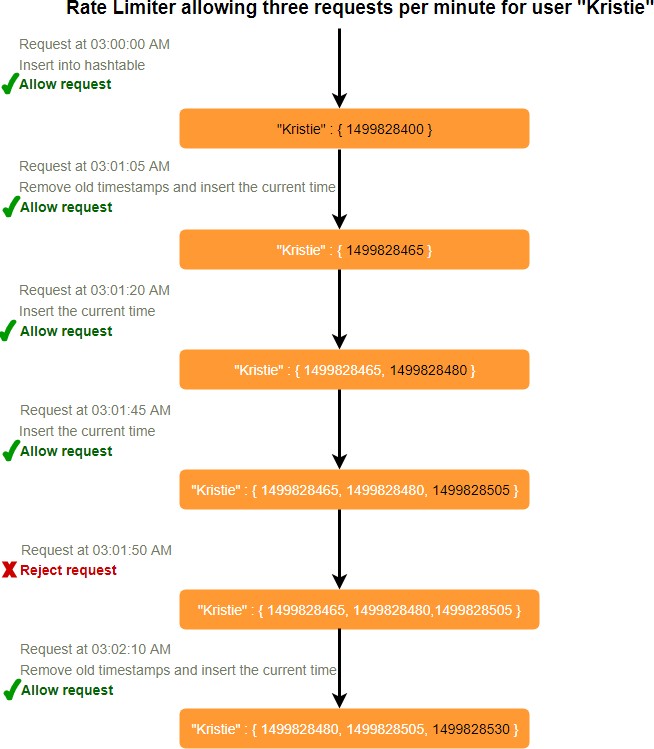 Rate Limiter allowing three requests per minute for user "Kristie"
Request at 03:00:00 AM
Insert into hashtable
Allow request
"Kristie" : { 1499828400 }
Request at 03:01:05 AM
Remove old timestamps and insert the current time
Allow request
"Kristie" : { 1499828465 }
Request at 03:01:20 AM
Insert the current time
Allow request
"Kristie" : { 1499828465, 1499828480 }
Request at 03:01:45 AM
Insert the current time
Allow request
"Kristie" : { 1499828465, 1499828480, 1499828505 }
Request at 03:01:50 AM
Reject request
"Kristie" : { 1499828465, 1499828480,1499828505 }
Request at 03:02:10 AM
Remove old timestamps and insert the current time
Allow request
"Kristie" : { 1499828480, 1499828505, 1499828530 }